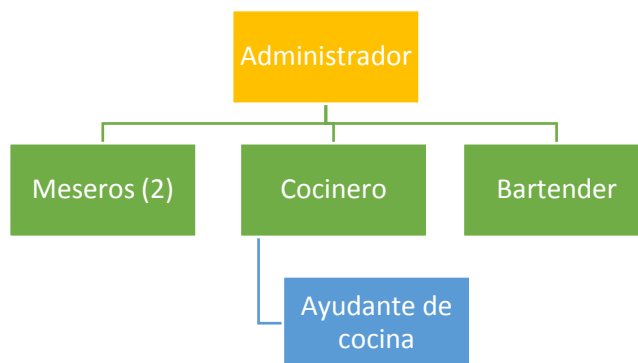 Administrador
Meseros (2)
Cocinero
Bartender
Ayudante de
cocina